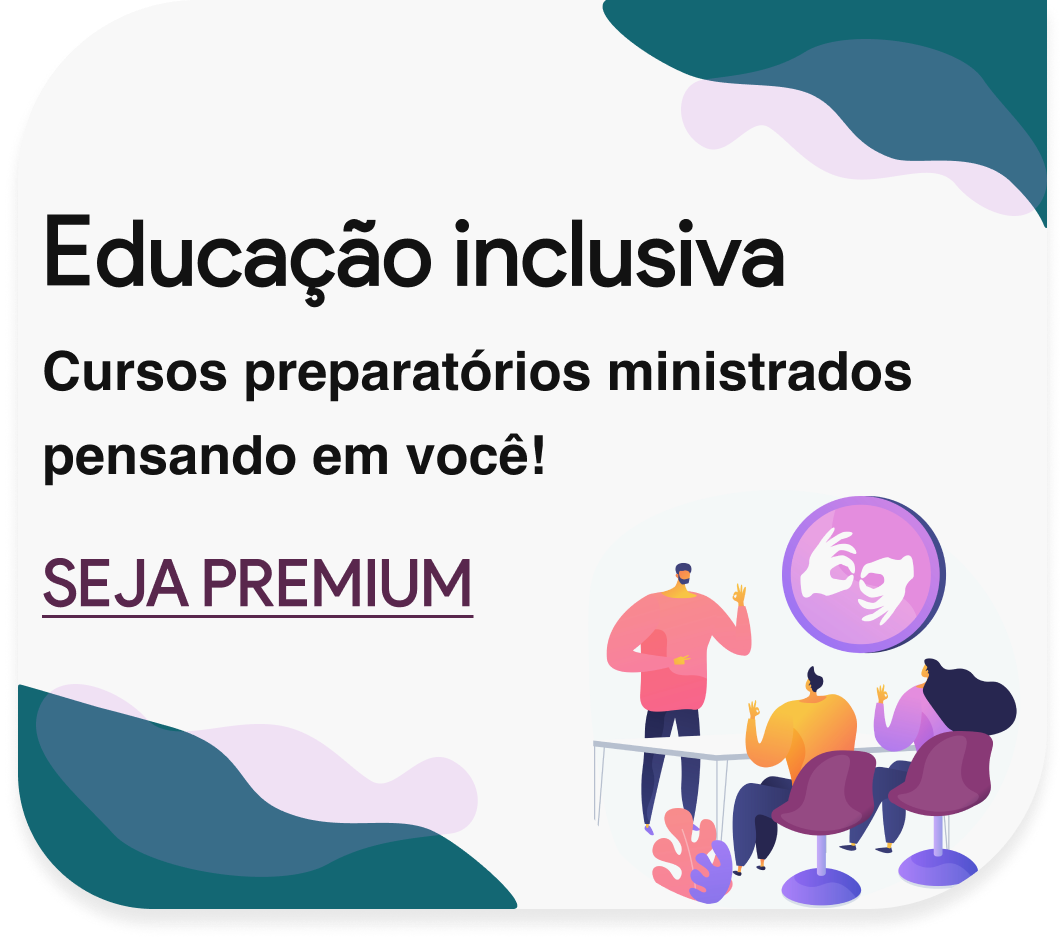 Educação inclusiva
Cursos preparatórios ministrados
pensando em você!
SEJA PREMIUM